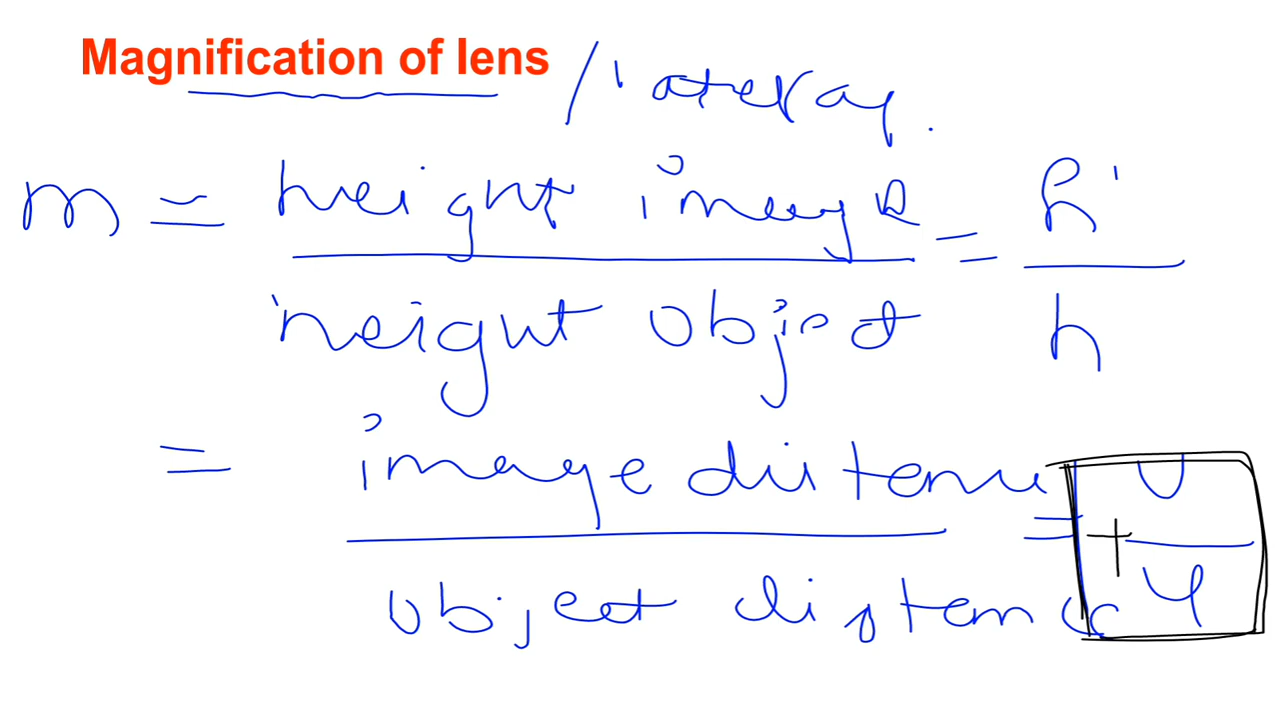 Magnification of lens / lateral.
m = height image = h'
height object h
= image distance = + v
object distance u